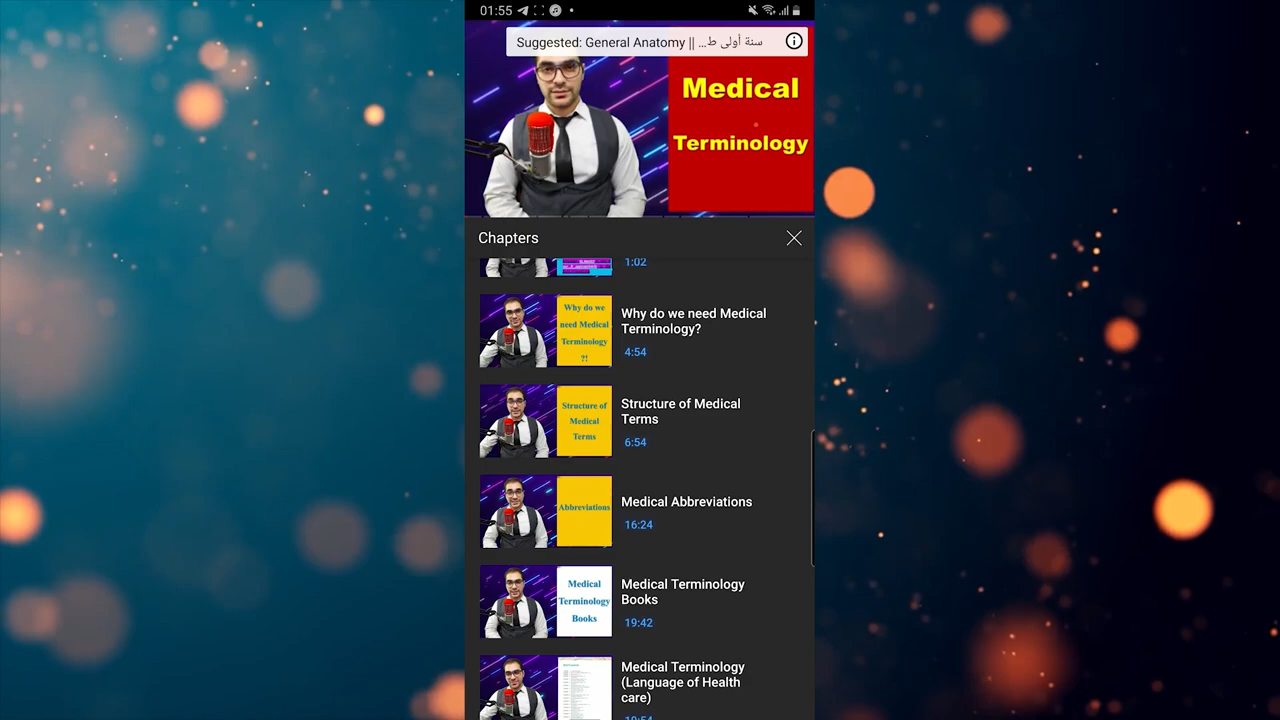 01:55
Suggested: General Anatomy || سنة أولى ط...
Medical
Terminology
Chapters
1:02
Why do we
need Medical
Terminology
?!
Why do we need Medical
Terminology?
4:54
Structure of
Medical
Terms
Structure of Medical
Terms
6:54
Abbreviations
Medical Abbreviations
16:24
Medical
Terminology
Books
Medical Terminology
Books
19:42
Medical Terminology
(Language of Health
care)